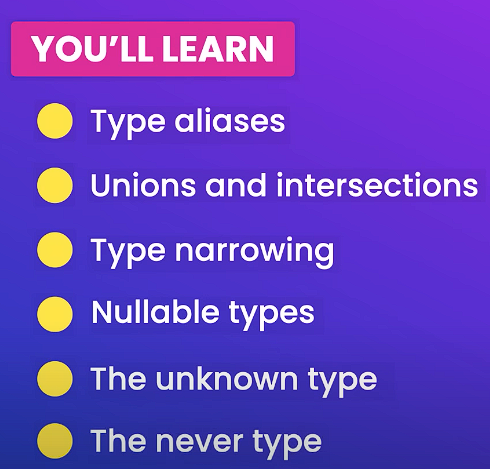 YOU'LL LEARN
Type aliases
Unions and intersections
Type narrowing
Nullable types
The unknown type
The never type